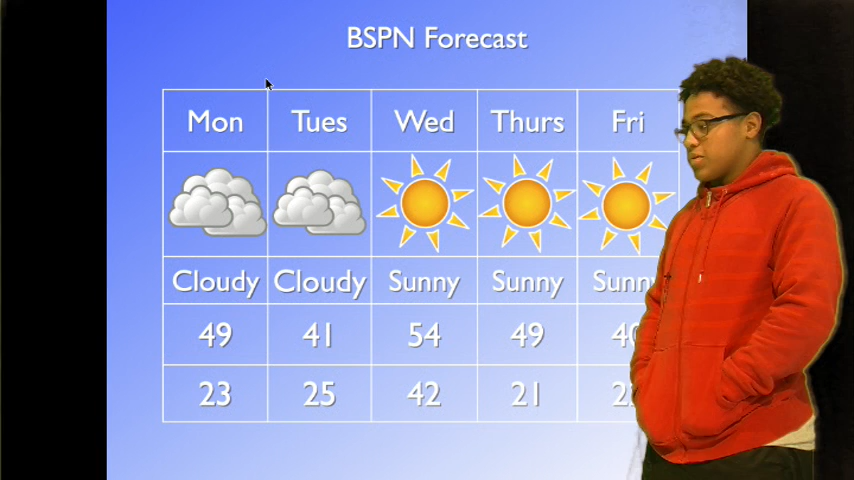 BSPN Forecast
Mon Tues Wed Thurs Fri
Cloudy Cloudy Sunny Sunny
49 41 54 49
23 25 42 21